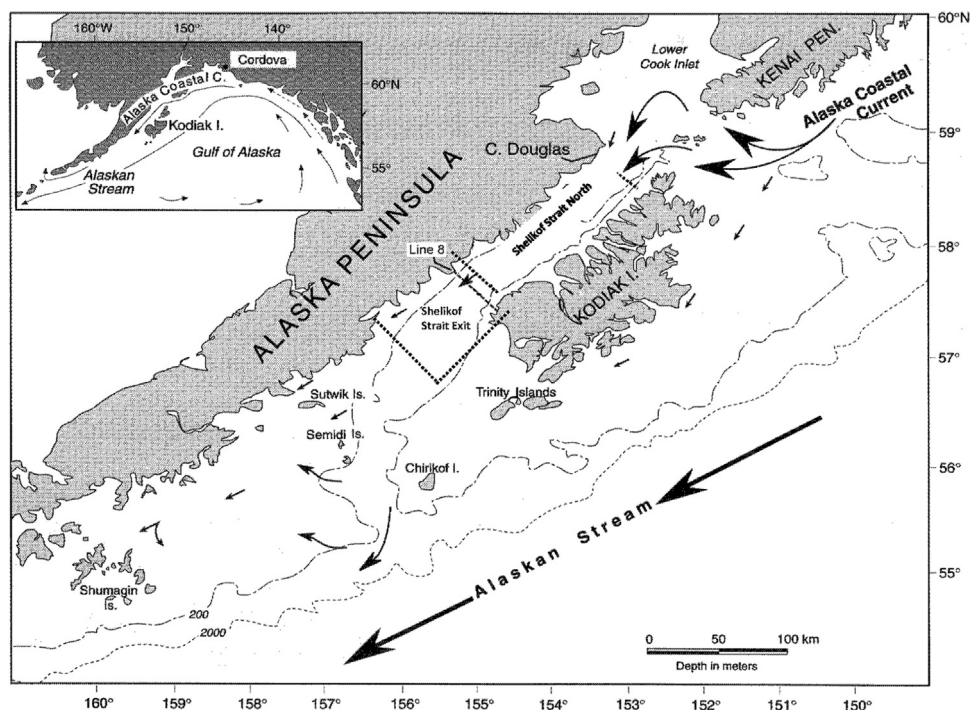 160°W
150°
140°
60°N
Cordova
Alaska Coastal C.
60°N
Kodiak I.
Gulf of Alaska
55°
Alaskan
Stream
Lower
Cook Inlet
KENAI PEN.
Alaska Coastal
Current
59°
C. Douglas
Shelikof Strait North
58°
Line 8
ALASKA PENINSULA
KODIAK I.
Shelikof
Strait Exit
57°
Trinity Islands
Sutwik Is.
Semidi Is.
Chirikof I.
56°
Alaskan Stream
55°
Shumagin
Is.
200
2000
0 50 100 km
Depth in meters
160° 159° 158° 157° 156° 155° 154° 153° 152° 151° 150°